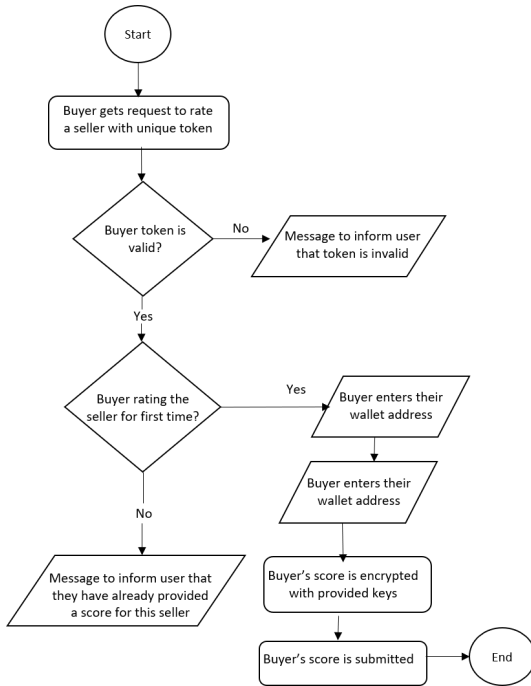 Start
Buyer gets request to rate
a seller with unique token
Buyer token is
valid?
No
Message to inform user
that token is invalid
Yes
Buyer rating the
seller for first time?
Yes
Buyer enters their
wallet address
Buyer enters their
wallet address
No
Message to inform user that
they have already provided
a score for this seller
Buyer’s score is encrypted
with provided keys
Buyer’s score is submitted
End